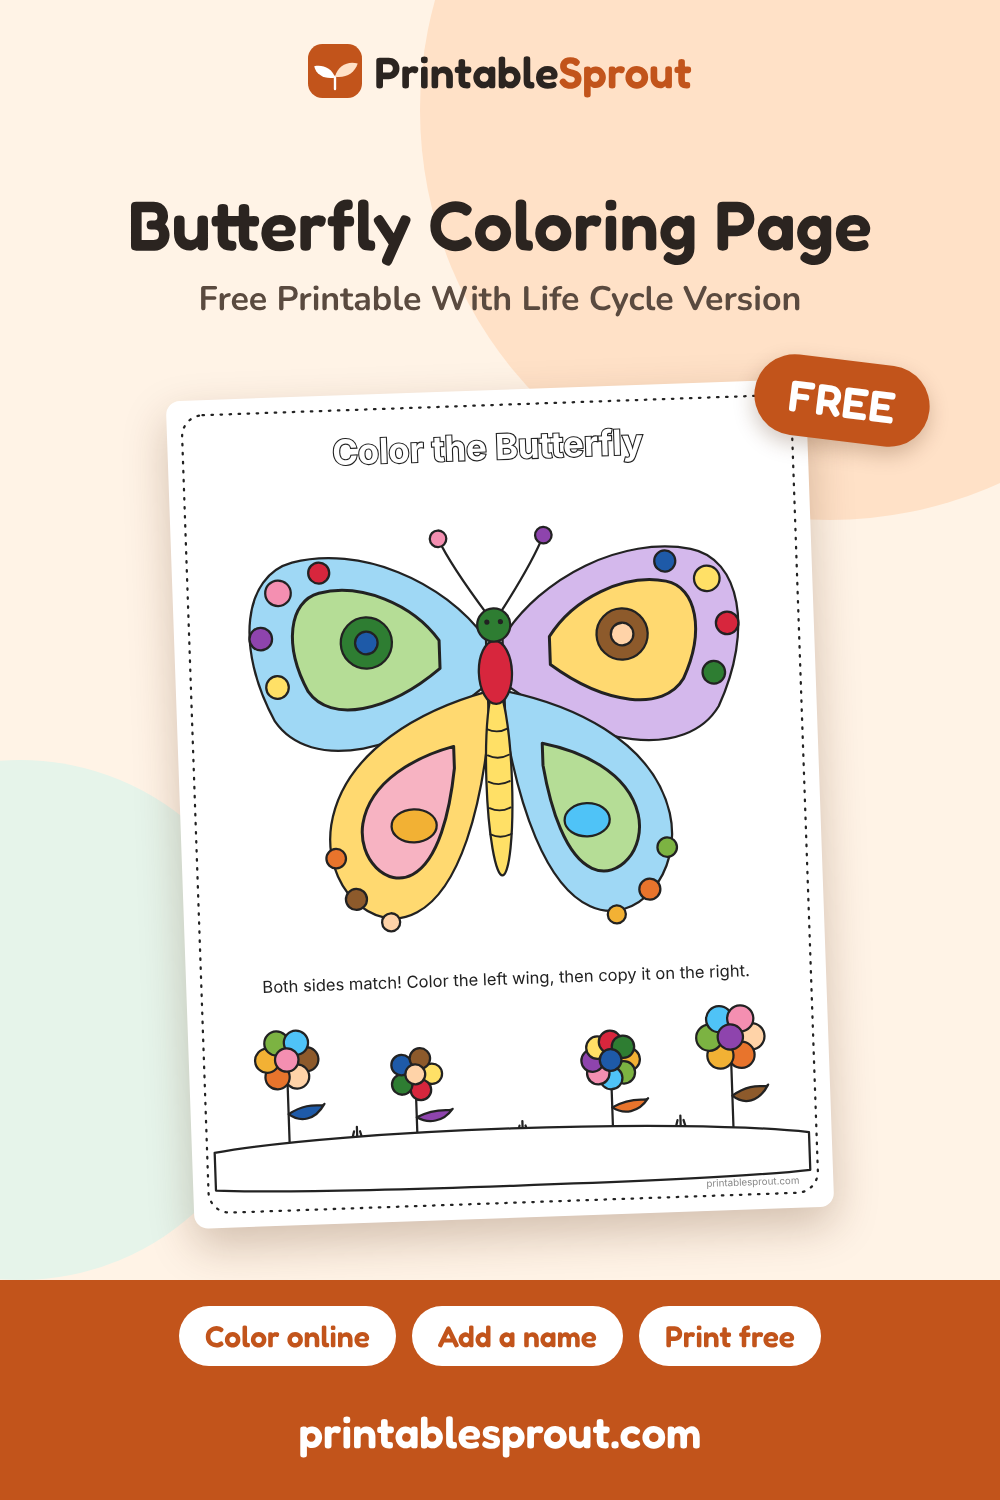 PrintableSprout
Butterfly Coloring Page
Free Printable With Life Cycle Version
FREE
Color the Butterfly
Both sides match! Color the left wing, then copy it on the right.
printablesprout.com
Color online
Add a name
Print free
printablesprout.com